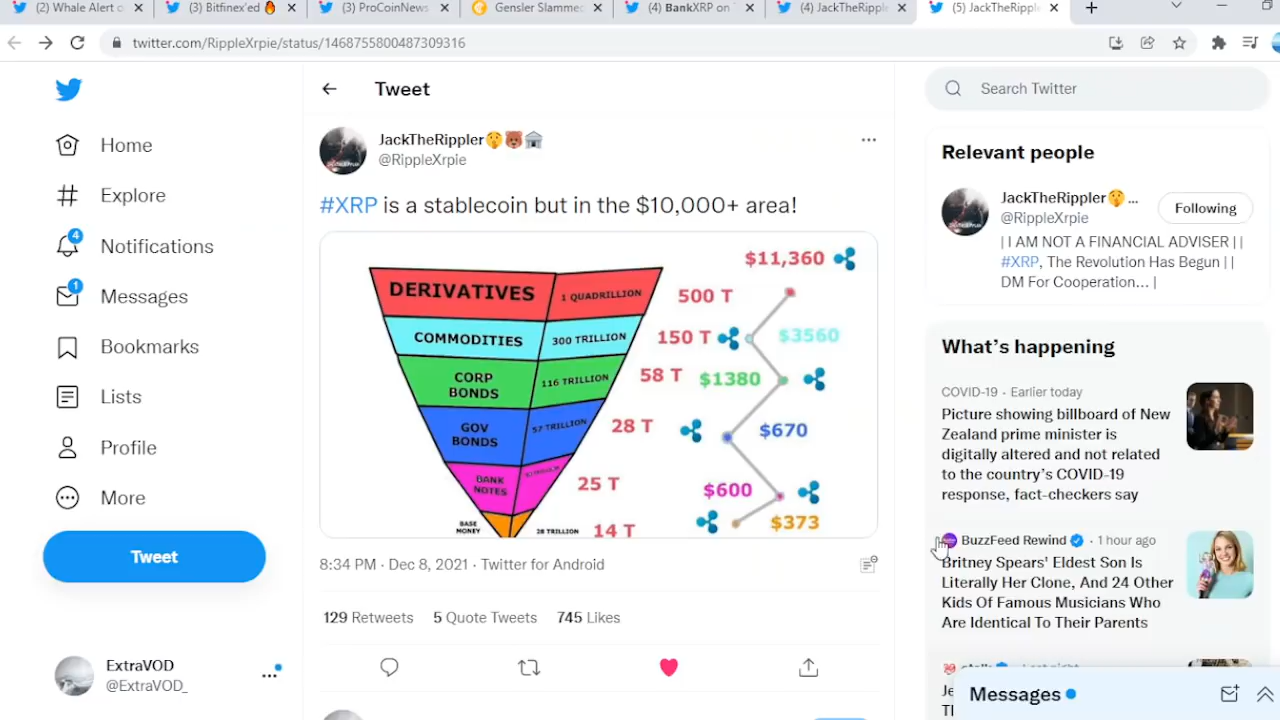 (2) Whale Alert o
(3) Bitfinex'ed
(3) ProCoinNews
Gensler Slammed
(4) BankXRP on
(4) JackTheRipple
(5) JackTheRipple
twitter.com/RippleXrpie/status/1468755800487309316
Home
Explore
4
Notifications
1
Messages
Bookmarks
Lists
Profile
More
Tweet
ExtraVOD
@ExtraVOD_
Tweet
JackTheRippler
@RippleXrpie
#XRP is a stablecoin but in the $10,000+ area!
DERIVATIVES 1 QUADRILLION 500 T $11,360
COMMODITIES 300 TRILLION 150 T $3560
CORP
BONDS
116 TRILLION 58 T $1380
GOV
BONDS
57 TRILLION 28 T $670
BANK
NOTES
25 T $600
BASE
MONEY
28 TRILLION 14 T $373
8:34 PM · Dec 8, 2021 · Twitter for Android
129 Retweets 5 Quote Tweets 745 Likes
Search Twitter
Relevant people
JackTheRippler ...
@RippleXrpie
Following
| I AM NOT A FINANCIAL ADVISER | |
#XRP, The Revolution Has Begun | |
DM For Cooperation... |
What's happening
COVID-19 · Earlier today
Picture showing billboard of New
Zealand prime minister is
digitally altered and not related
to the country's COVID-19
response, fact-checkers say
BuzzFeed Rewind · 1 hour ago
Britney Spears' Eldest Son Is
Literally Her Clone, And 24 Other
Kids Of Famous Musicians Who
Are Identical To Their Parents
Messages